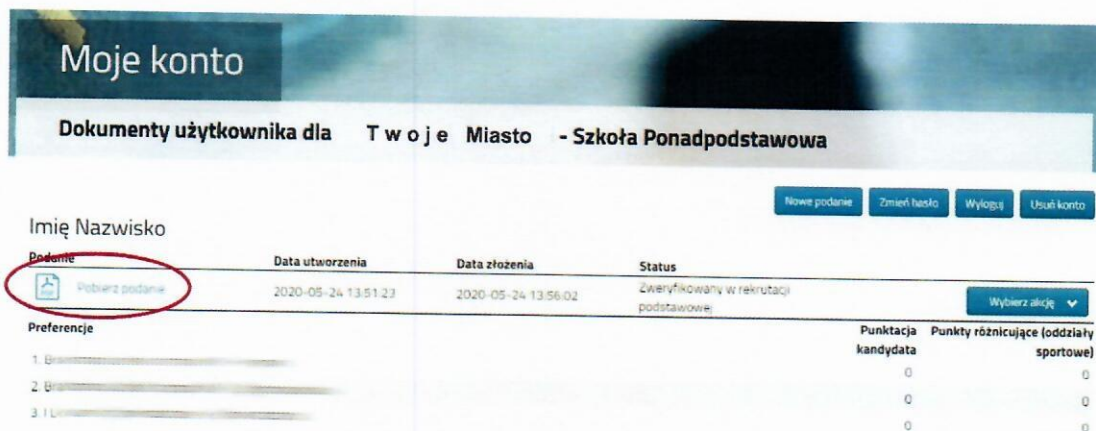 Moje konto
Dokumenty użytkownika dla Twoje Miasto - Szkoła Ponadpodstawowa
Nowe podanie Zmień hasło Wyloguj Usuń konto
Imię Nazwisko
Podanie Data utworzenia Data złożenia Status
Pobierz podanie 2020-05-24 13:51:23 2020-05-24 13:56:02 Zweryfikowany w rekrutacji podstawowej Wybierz akcję
Preferencje Punktacja kandydata Punkty różnicujące (oddziały sportowe)
1. B 0 0
2. B 0 0
3. 0 0